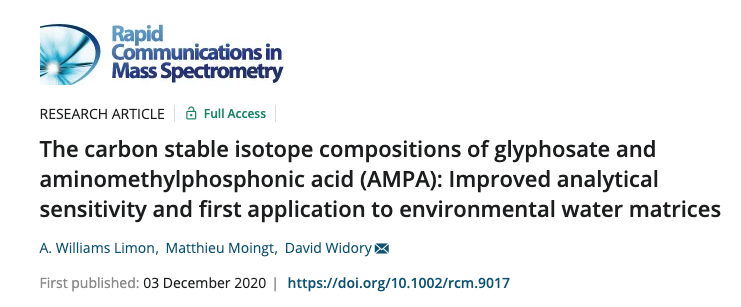 Rapid
Communications in
Mass Spectrometry
RESEARCH ARTICLE Full Access
The carbon stable isotope compositions of glyphosate and
aminomethylphosphonic acid (AMPA): Improved analytical
sensitivity and first application to environmental water matrices
A. Williams Limon, Matthieu Moingt, David Widory
First published: 03 December 2020 | https://doi.org/10.1002/rcm.9017